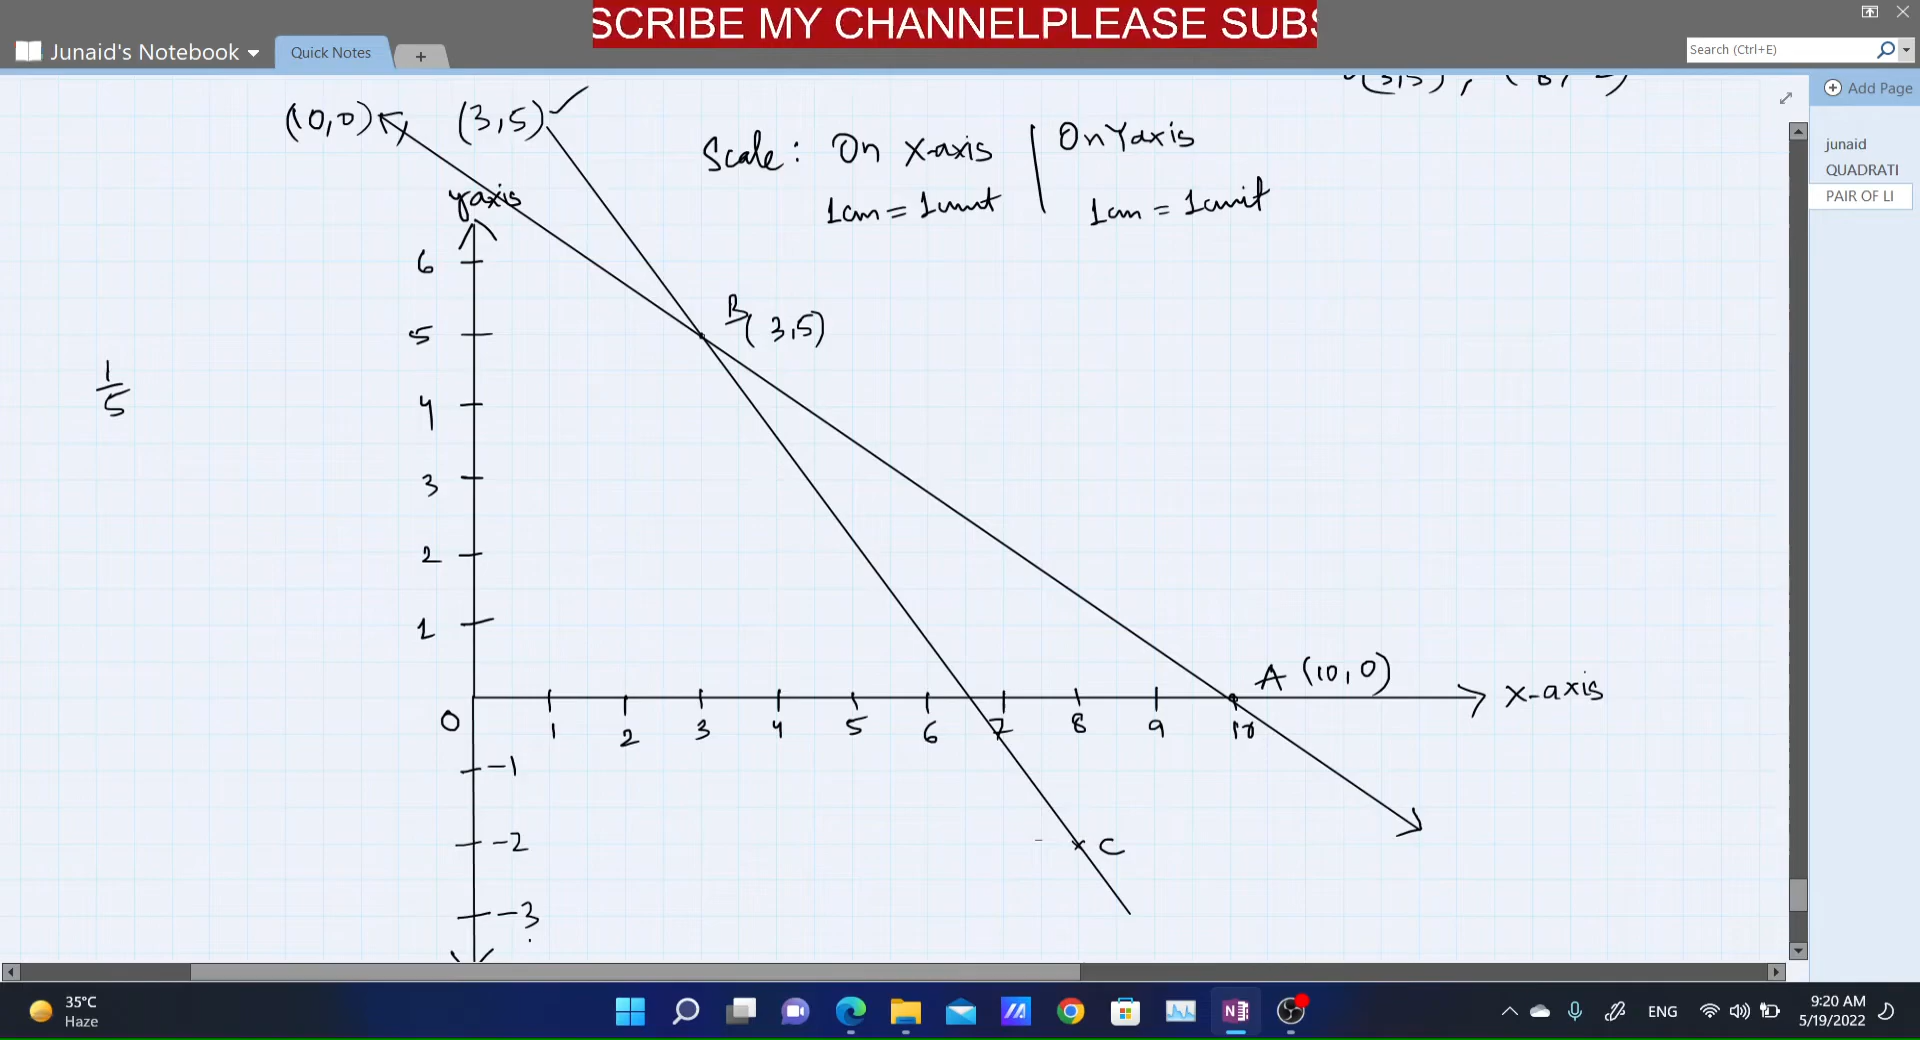 SCRIBE MY CHANNELPLEASE SUBS
Junaid's Notebook
Quick Notes
+
Search (Ctrl+E)
Add Page
junaid
QUADRATI
PAIR OF LI
(10,0) (3,5)
Scale: On X-axis | On Yaxis
1cm = 1unit 1cm = 1unit
yaxis
6
5
4
3
2
1
B(3,5)
1/5
A (10,0)
X-axis
0 1 2 3 4 5 6 7 8 9 10
-1
-2
-3
C
35°C
Haze
ENG
9:20 AM
5/19/2022